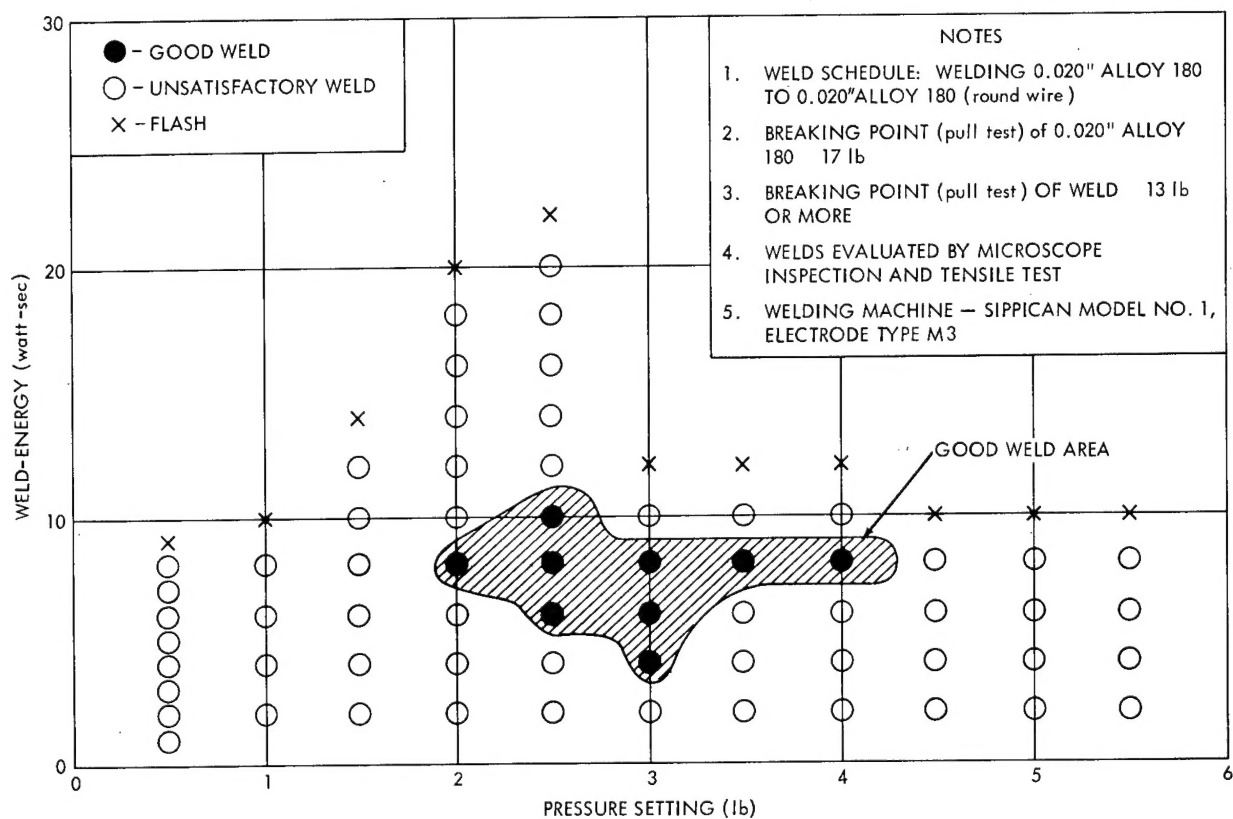 30
● – GOOD WELD
○ – UNSATISFACTORY WELD
× – FLASH
NOTES
1. WELD SCHEDULE: WELDING 0.020" ALLOY 180
TO 0.020" ALLOY 180 (round wire)
2. BREAKING POINT (pull test) of 0.020" ALLOY
180 17 lb
3. BREAKING POINT (pull test) OF WELD 13 lb
OR MORE
4. WELDS EVALUATED BY MICROSCOPE
INSPECTION AND TENSILE TEST
5. WELDING MACHINE — SIPPICAN MODEL NO. 1,
ELECTRODE TYPE M3
WELD-ENERGY (watt-sec)
20
GOOD WELD AREA
10
0
0 1 2 3 4 5 6
PRESSURE SETTING (lb)